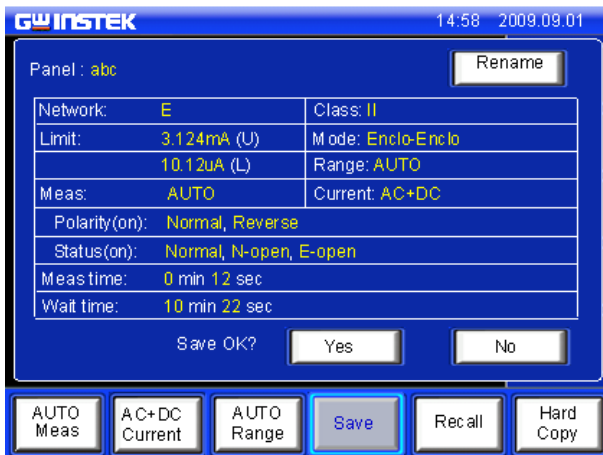 GWINSTEK 14:58 2009.09.01
Panel : abc Rename
Network: E Class: II
Limit: 3.124mA (U) Mode: Enclo-Enclo
10.12uA (L) Range: AUTO
Meas: AUTO Current: AC+DC
Polarity(on): Normal, Reverse
Status(on): Normal, N-open, E-open
Meas time: 0 min 12 sec
Wait time: 10 min 22 sec
Save OK? Yes No
AUTO Meas AC+DC Current AUTO Range Save Recall Hard Copy